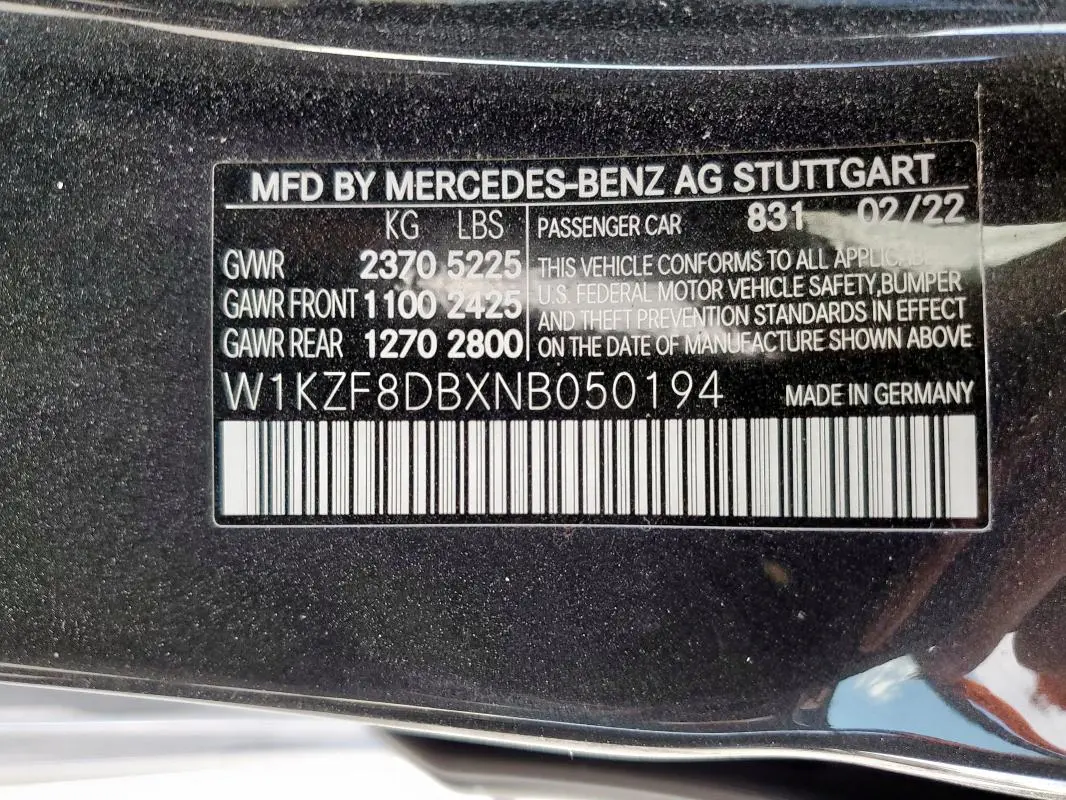 MFD BY MERCEDES-BENZ AG STUTTGART
KG LBS
GVWR 2370 5225
GAWR FRONT 1100 2425
GAWR REAR 1270 2800
PASSENGER CAR 831 02/22
THIS VEHICLE CONFORMS TO ALL APPLICABLE
U.S. FEDERAL MOTOR VEHICLE SAFETY,BUMPER
AND THEFT PREVENTION STANDARDS IN EFFECT
ON THE DATE OF MANUFACTURE SHOWN ABOVE
W1KZF8DBXNB050194 MADE IN GERMANY